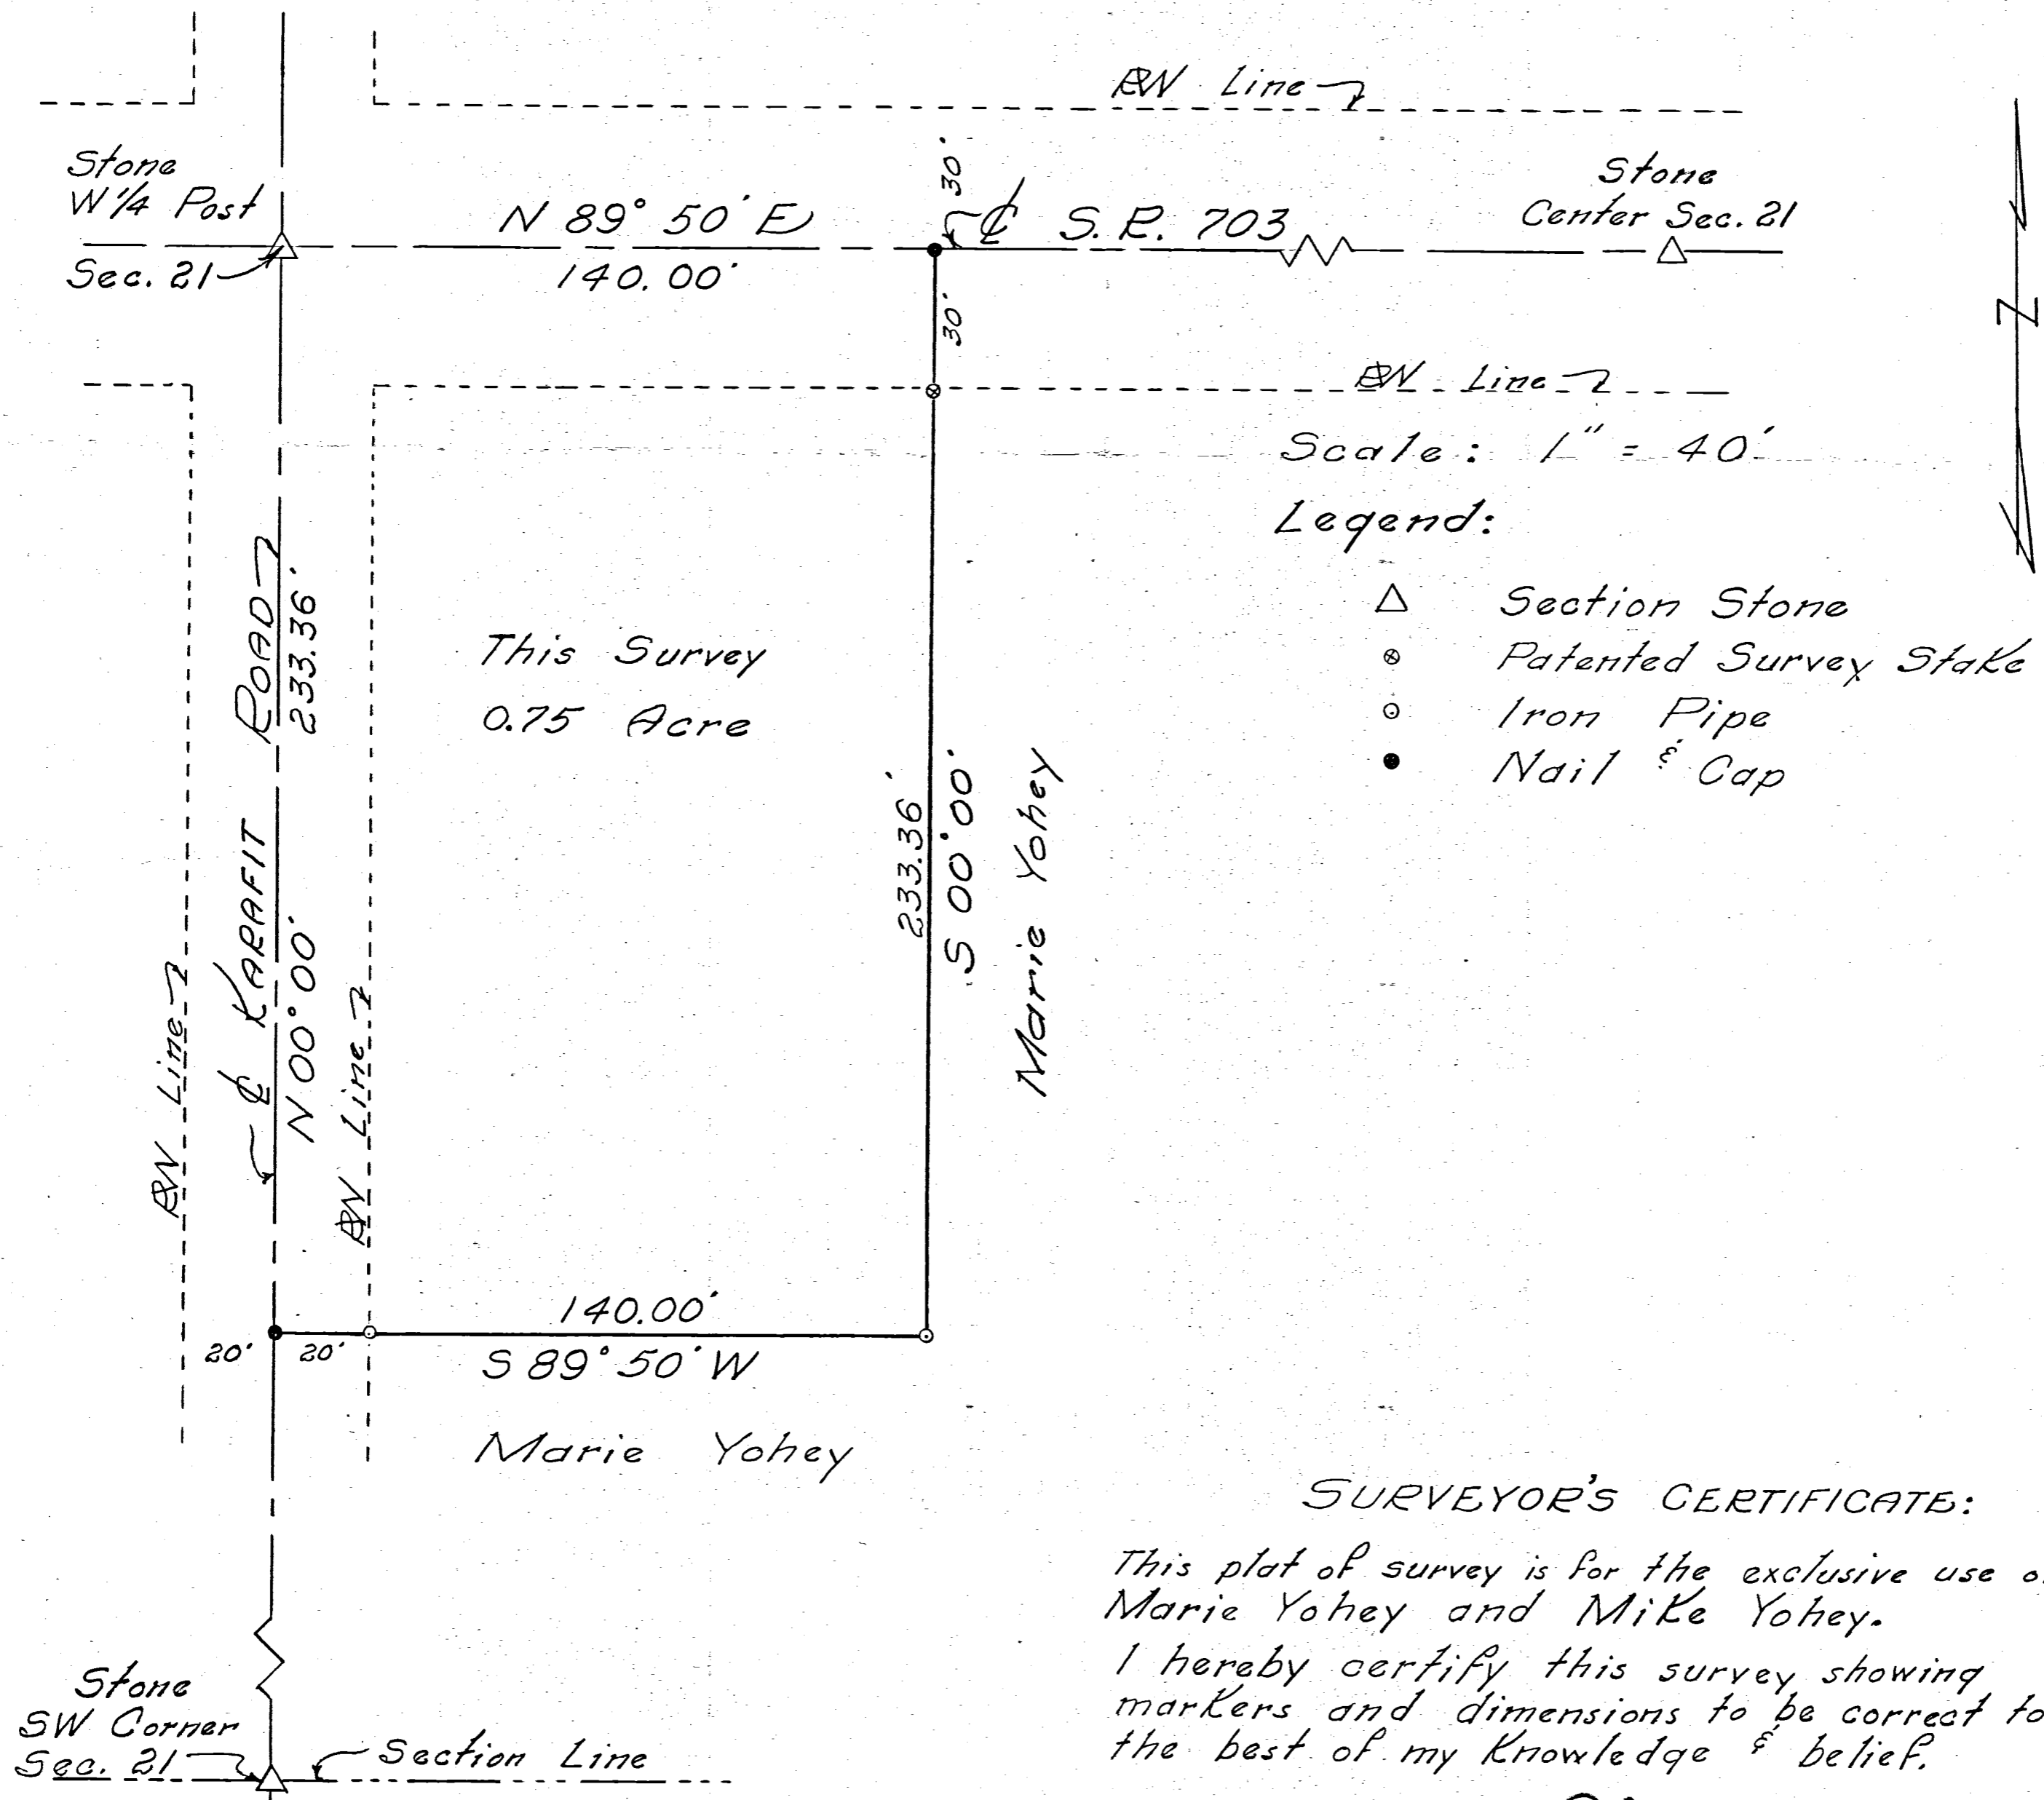 R/W Line
Stone
W 1/4 Post
Sec. 21
N 89° 50' E
140.00'
30'
℄ S.R. 703
Stone
Center Sec. 21
30'
R/W Line
N
Scale: 1" = 40'
Legend:
△ Section Stone
⊗ Patented Survey Stake
⊙ Iron Pipe
● Nail & Cap
This Survey
0.75 Acre
℄ KARAFIT ROAD
233.36'
N 00° 00'
R/W Line
R/W Line
233.36'
S 00° 00'
Marie Yohey
140.00'
20' 20'
S 89° 50' W
Marie Yohey
SURVEYOR'S CERTIFICATE:
This plat of survey is for the exclusive use
Marie Yohey and Mike Yohey.
I hereby certify this survey showing
markers and dimensions to be correct to
the best of my Knowledge & belief.
Stone
SW Corner
Sec. 21
Section Line